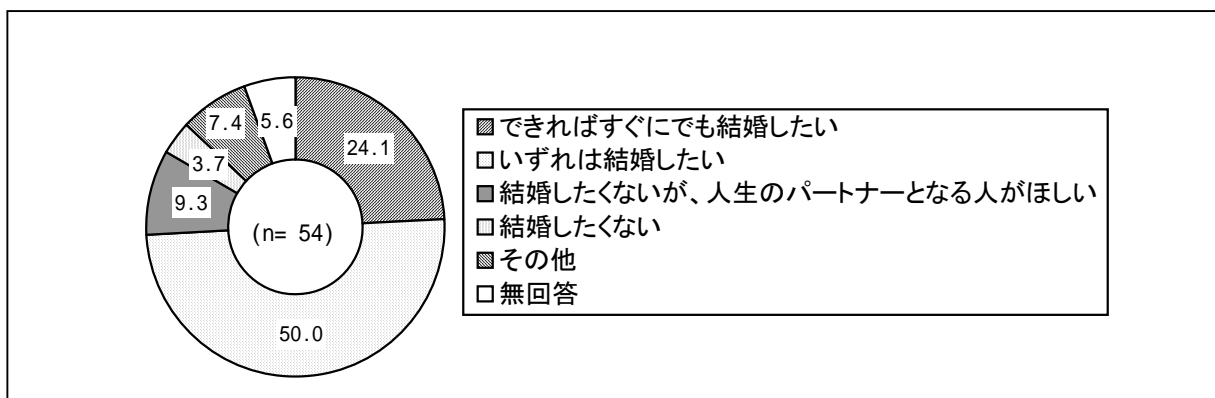 5.6
7.4
24.1
3.7
9.3
(n= 54)
50.0
できればすぐにでも結婚したい
いずれは結婚したい
結婚したくないが、人生のパートナーとなる人がほしい
結婚したくない
その他
無回答